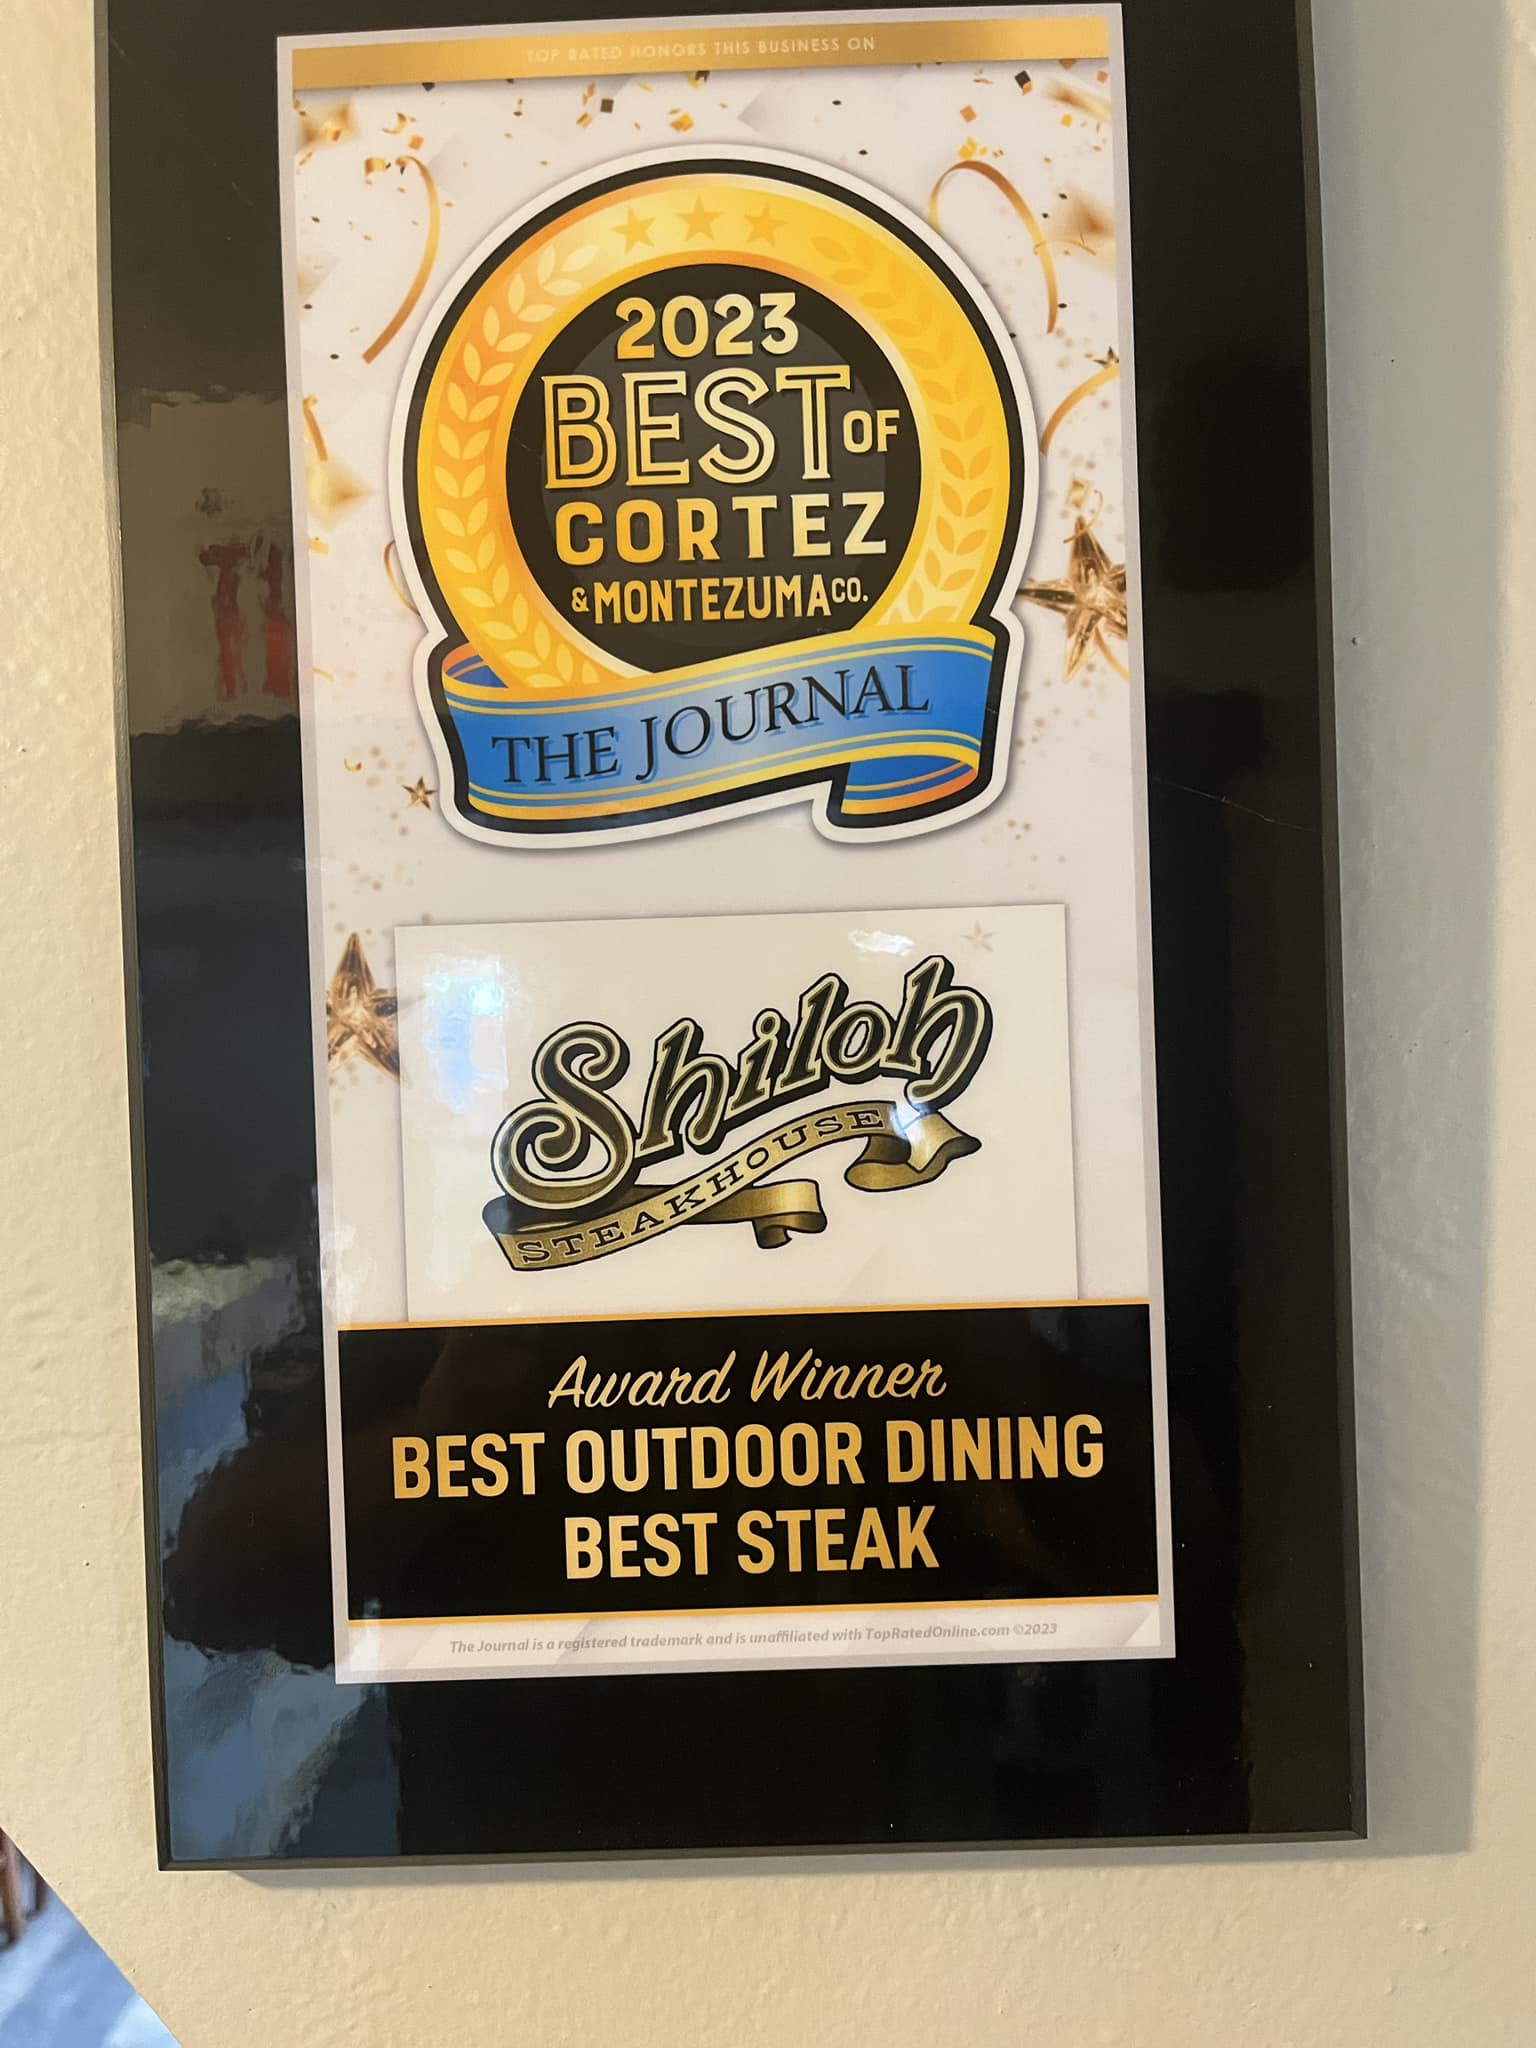 TOP RATED HONORS THIS BUSINESS ON
2023
BEST OF
CORTEZ
& MONTEZUMA CO.
THE JOURNAL
Shiloh
STEAKHOUSE
Award Winner
BEST OUTDOOR DINING
BEST STEAK
The Journal is a registered trademark and is unaffiliated with TopRatedOnline.com ©2023